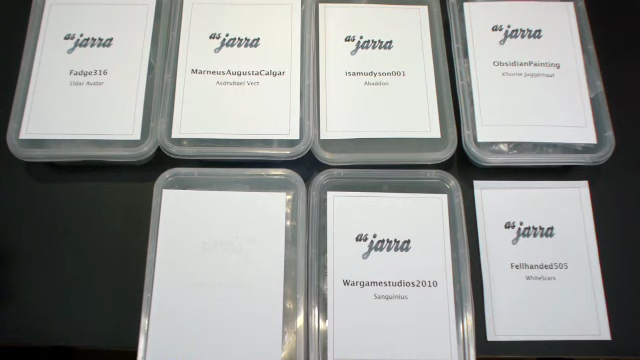 as jarra
Fadge316
Eldar Avatar
as jarra
MarneusAugustaCalgar
Asdrubael Vect
as jarra
isamudyson001
Abaddon
as jarra
ObsidianPainting
Khorne Juggernaut
as jarra
Wargamestudios2010
Sanguinius
as jarra
Fellhanded505
WhiteScars